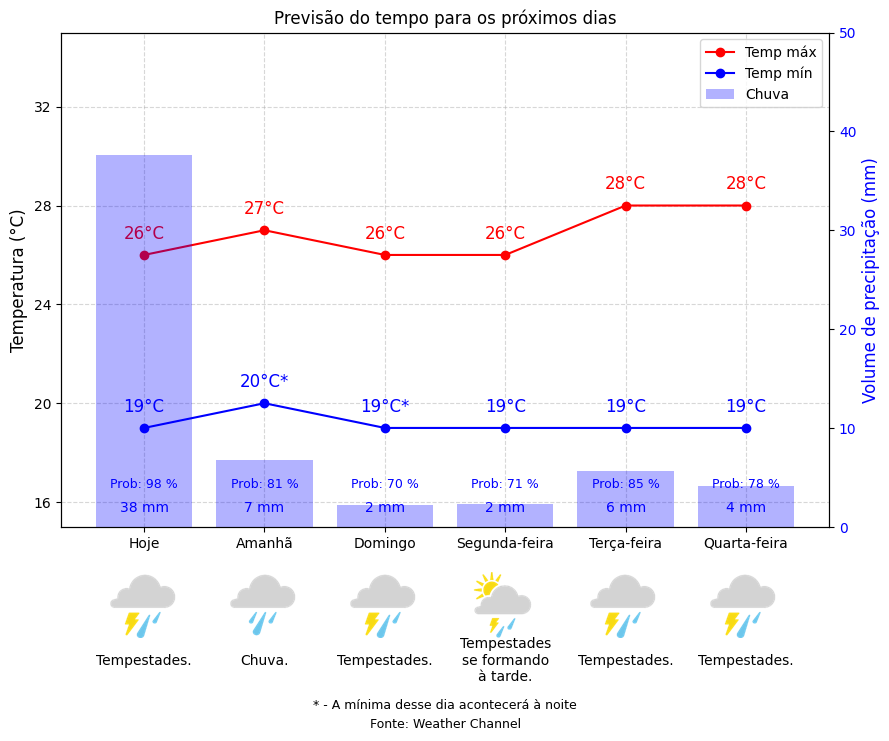 Previsão do tempo para os próximos dias
Temp máx
Temp mín
Chuva
Temperatura (°C)
Volume de precipitação (mm)
32
28
24
20
16
50
40
30
20
10
0
26°C
27°C
26°C
26°C
28°C
28°C
19°C
20°C*
19°C*
19°C
19°C
19°C
Prob: 98 %
Prob: 81 %
Prob: 70 %
Prob: 71 %
Prob: 85 %
Prob: 78 %
38 mm
7 mm
2 mm
2 mm
6 mm
4 mm
Hoje
Amanhã
Domingo
Segunda-feira
Terça-feira
Quarta-feira
Tempestades.
Chuva.
Tempestades.
Tempestades
se formando
à tarde.
Tempestades.
Tempestades.
* - A mínima desse dia acontecerá à noite
Fonte: Weather Channel